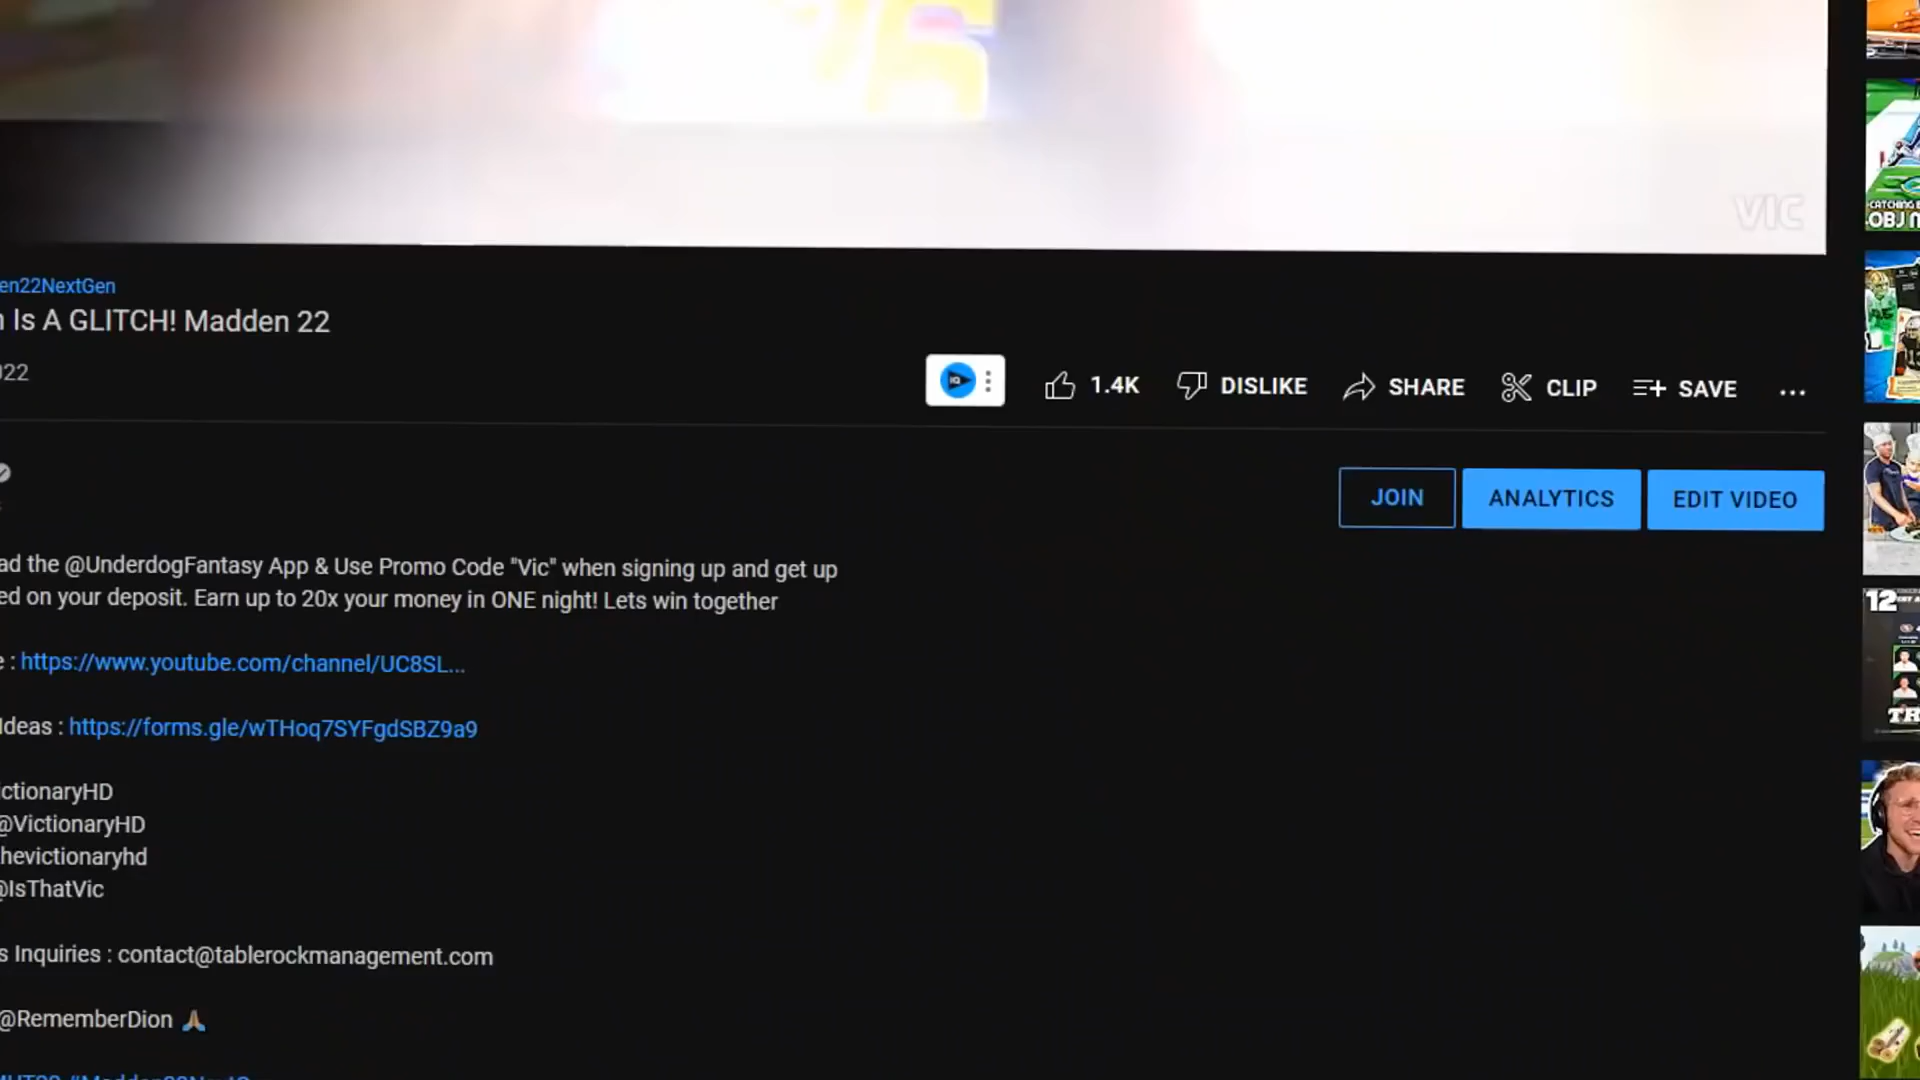 VIC
en22NextGen
Is A GLITCH! Madden 22
022
1.4K DISLIKE SHARE CLIP SAVE ...
JOIN ANALYTICS EDIT VIDEO
ad the @UnderdogFantasy App & Use Promo Code "Vic" when signing up and get up
ed on your deposit. Earn up to 20x your money in ONE night! Lets win together
e : https://www.youtube.com/channel/UC8SL...
Ideas : https://forms.gle/wTHoq7SYFgdSBZ9a9
ctionaryHD
@VictionaryHD
hevictionaryhd
@IsThatVic
s Inquiries : contact@tablerockmanagement.com
@RememberDion 🙏🏽
CATCHING
OBJ
12